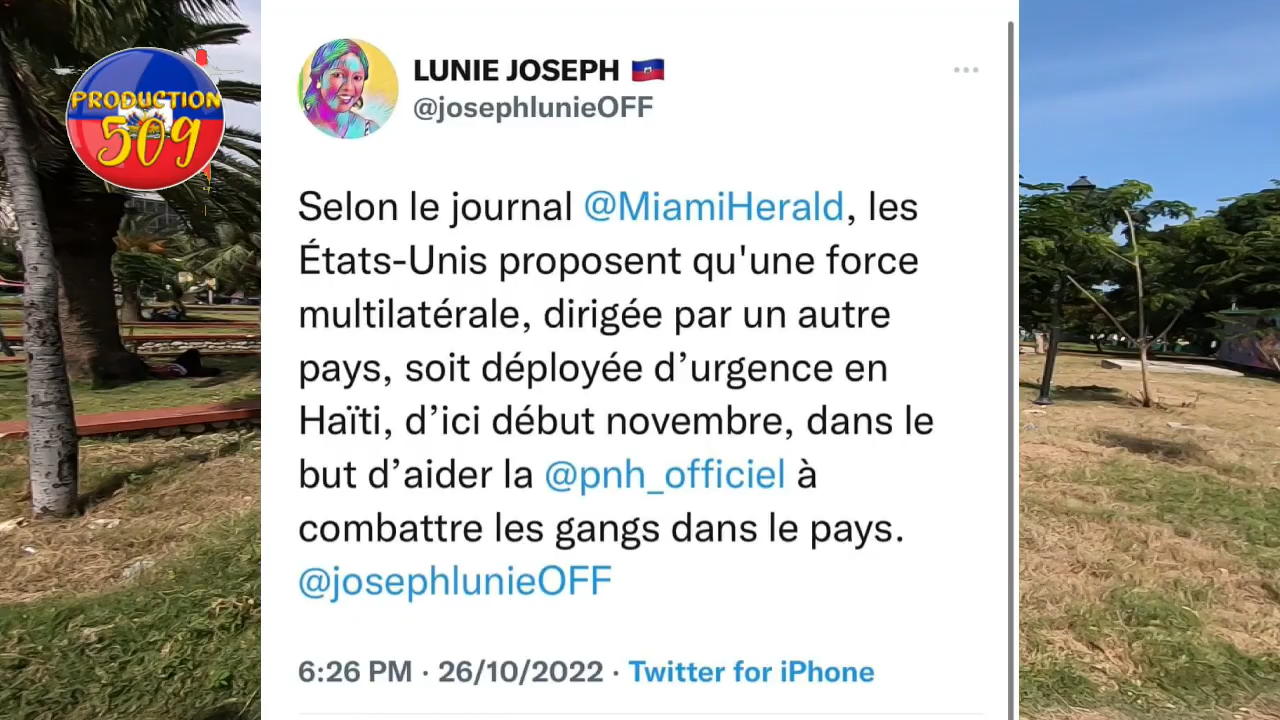 PRODUCTION
509
LUNIE JOSEPH 🇭🇹
@josephlunieOFF
Selon le journal @MiamiHerald, les
États-Unis proposent qu'une force
multilatérale, dirigée par un autre
pays, soit déployée d’urgence en
Haïti, d’ici début novembre, dans le
but d’aider la @pnh_officiel à
combattre les gangs dans le pays.
@josephlunieOFF
6:26 PM · 26/10/2022 · Twitter for iPhone